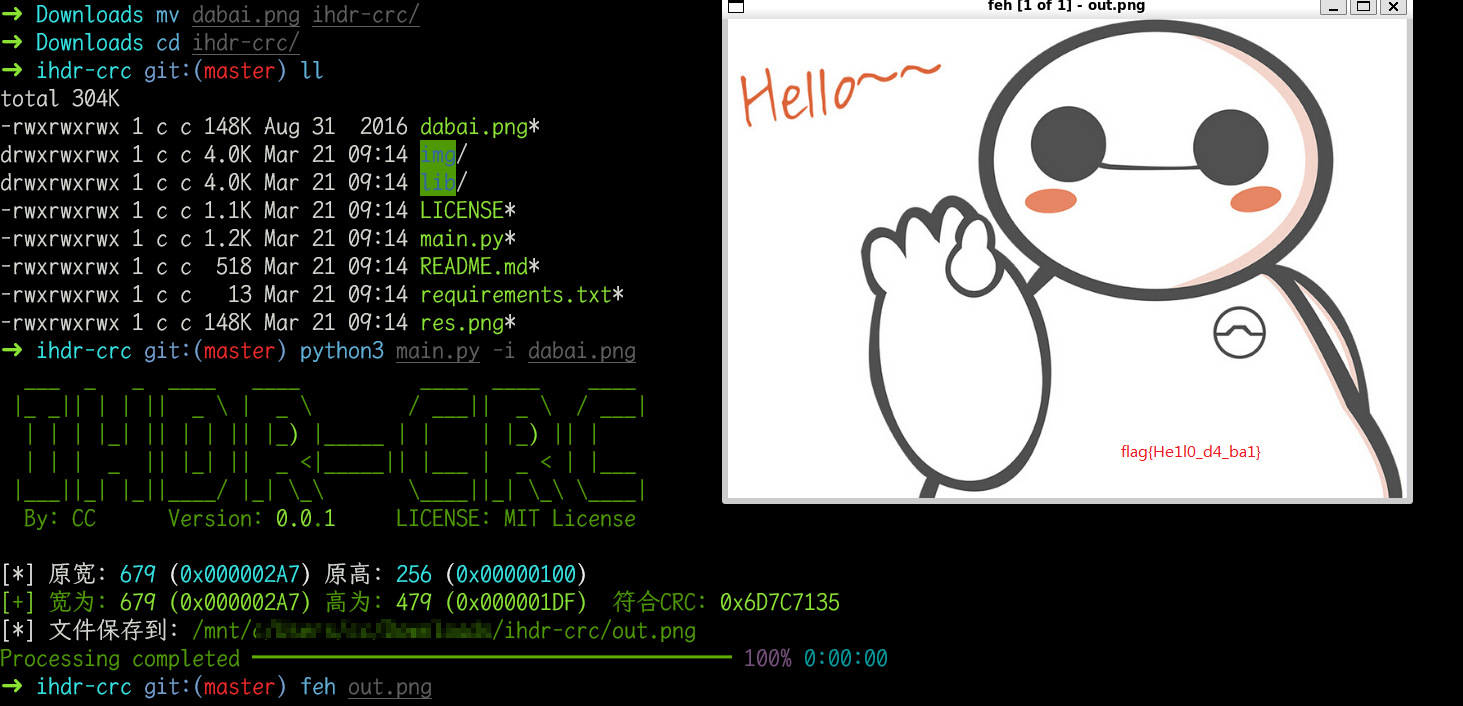 → Downloads mv dabai.png ihdr-crc/
→ Downloads cd ihdr-crc/
→ ihdr-crc git:(master) ll
total 304K
-rwxrwxrwx 1 c c 148K Aug 31  2016 dabai.png*
drwxrwxrwx 1 c c 4.0K Mar 21 09:14 img/
drwxrwxrwx 1 c c 4.0K Mar 21 09:14 lib/
-rwxrwxrwx 1 c c 1.1K Mar 21 09:14 LICENSE*
-rwxrwxrwx 1 c c 1.2K Mar 21 09:14 main.py*
-rwxrwxrwx 1 c c  518 Mar 21 09:14 README.md*
-rwxrwxrwx 1 c c   13 Mar 21 09:14 requirements.txt*
-rwxrwxrwx 1 c c 148K Mar 21 09:14 res.png*
→ ihdr-crc git:(master) python3 main.py -i dabai.png
IHDR-CRC
By: CC      Version: 0.0.1     LICENSE: MIT License
[*] 原宽: 679 (0x000002A7) 原高: 256 (0x00000100)
[+] 宽为: 679 (0x000002A7) 高为: 479 (0x000001DF)  符合CRC: 0x6D7C7135
[*] 文件保存到: /mnt/ /ihdr-crc/out.png
Processing completed 100% 0:00:00
→ ihdr-crc git:(master) feh out.png
feh [1 of 1] - out.png
Hello~~
flag{He1l0_d4_ba1}